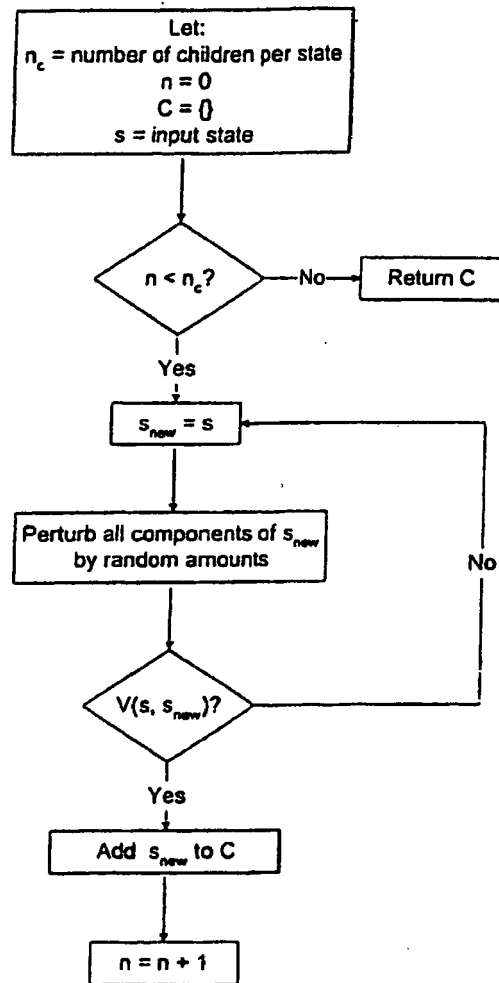 Let:
n_c = number of children per state
n = 0
C = {}
s = input state
n < n_c?
No
Return C
Yes
s_new = s
Perturb all components of s_new
by random amounts
No
V(s, s_new)?
Yes
Add s_new to C
n = n + 1